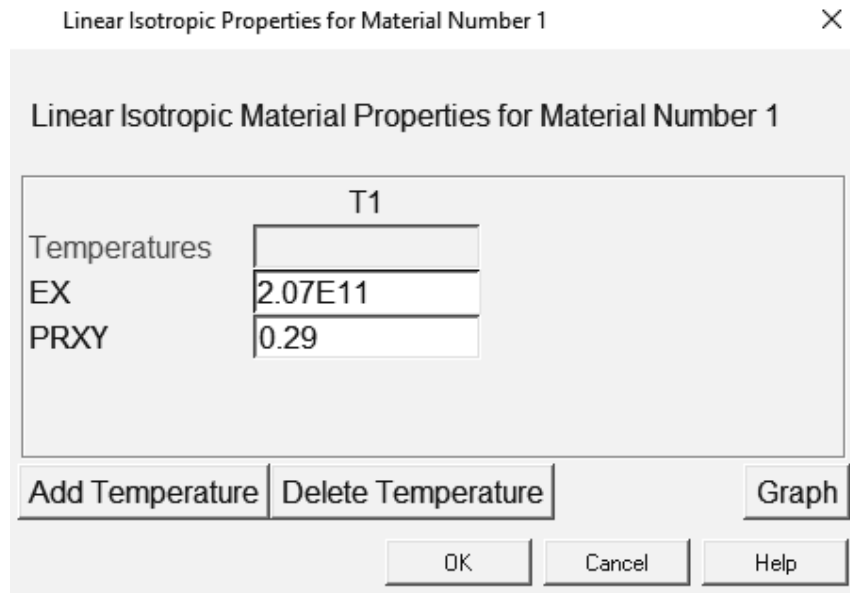 Linear Isotropic Properties for Material Number 1
Linear Isotropic Material Properties for Material Number 1
T1
Temperatures
EX 2.07E11
PRXY 0.29
Add Temperature Delete Temperature Graph
OK Cancel Help